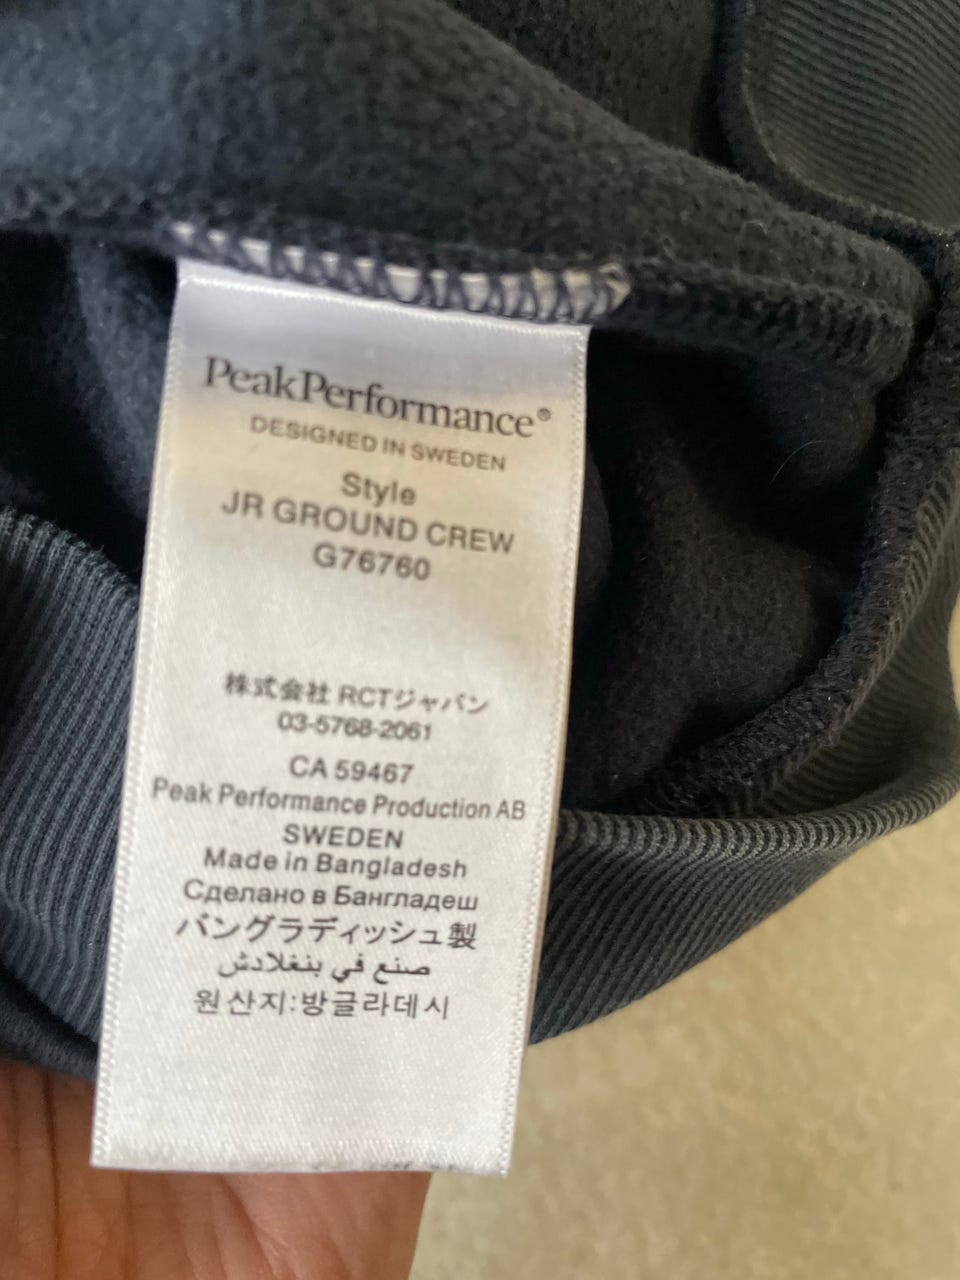 PeakPerformance®
DESIGNED IN SWEDEN
Style
JR GROUND CREW
G76760
株式会社 RCTジャパン
03-5768-2061
CA 59467
Peak Performance Production AB
SWEDEN
Made in Bangladesh
Сделано в Бангладеш
バングラディッシュ製
صنع في بنغلادش
원산지:방글라데시